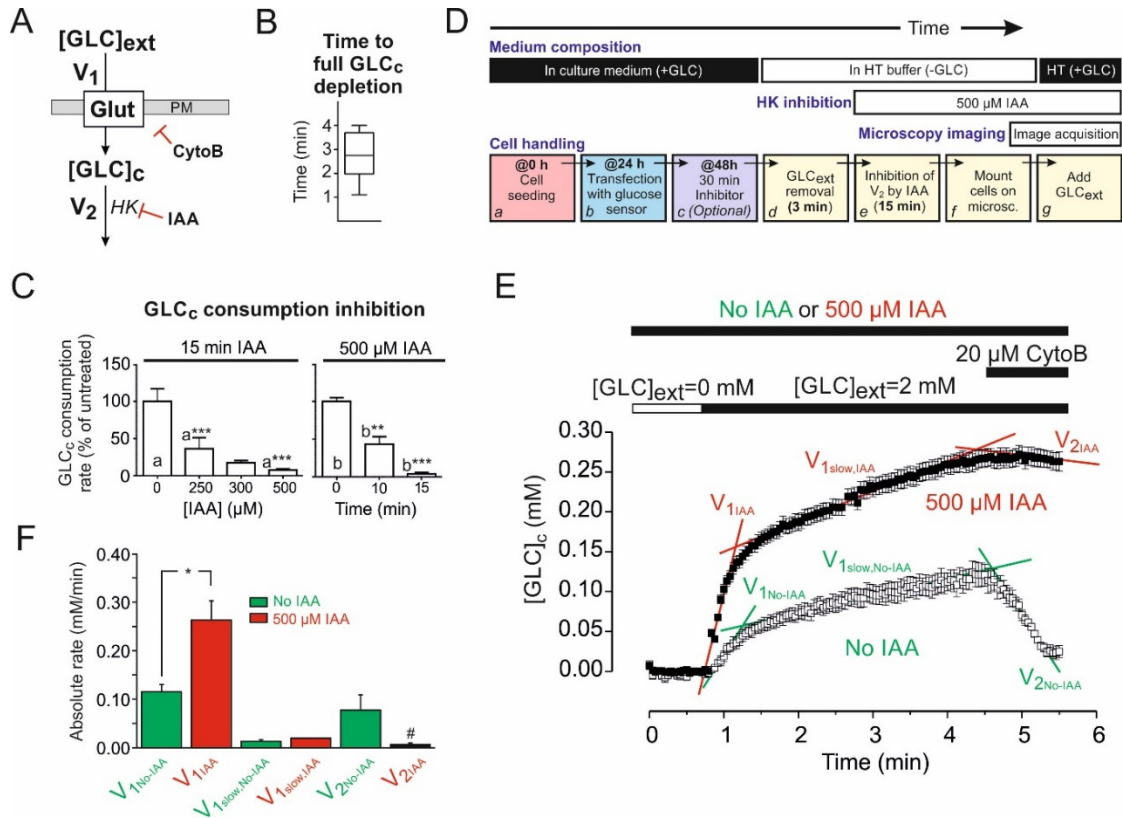 A
[GLC]ext
V1
Glut
PM
CytoB
[GLC]c
V2
HK
IAA
B
Time to
full GLCc
depletion
Time (min)
4
3
2
1
C
GLCc consumption inhibition
15 min IAA
500 µM IAA
GLCc consumption
rate (% of untreated)
100
50
0
a
a***
a***
b
b**
b***
0
250
300
500
[IAA] (µM)
0
10
15
Time (min)
D
Time
Medium composition
In culture medium (+GLC)
In HT buffer (-GLC)
HT (+GLC)
HK inhibition
500 µM IAA
Microscopy imaging
Image acquisition
Cell handling
@0 h
Cell
seeding
a
@24 h
Transfection
with glucose
sensor
b
@48h
30 min
Inhibitor
c (Optional)
GLCext
removal
(3 min)
d
Inhibition of
V2 by IAA
(15 min)
e
Mount
cells on
microsc.
f
Add
GLCext
g
E
No IAA or 500 µM IAA
20 µM CytoB
[GLC]ext=0 mM
[GLC]ext=2 mM
[GLC]c (mM)
0.30
0.25
0.20
0.15
0.10
0.05
0.00
V1IAA
V1slow,IAA
V2IAA
500 µM IAA
V1No-IAA
V1slow,No-IAA
No IAA
V2No-IAA
0
1
2
3
4
5
6
Time (min)
F
Absolute rate (mM/min)
0.40
0.30
0.20
0.10
0.00
*
No IAA
500 µM IAA
#
V1No-IAA
V1IAA
V1slow,No-IAA
V1slow,IAA
V2No-IAA
V2IAA